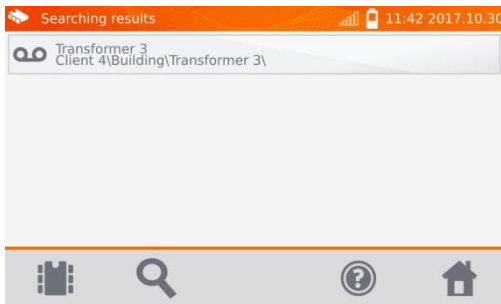 Searching results
11:42 2017.10.30
Transformer 3
Client 4\Building\Transformer 3\